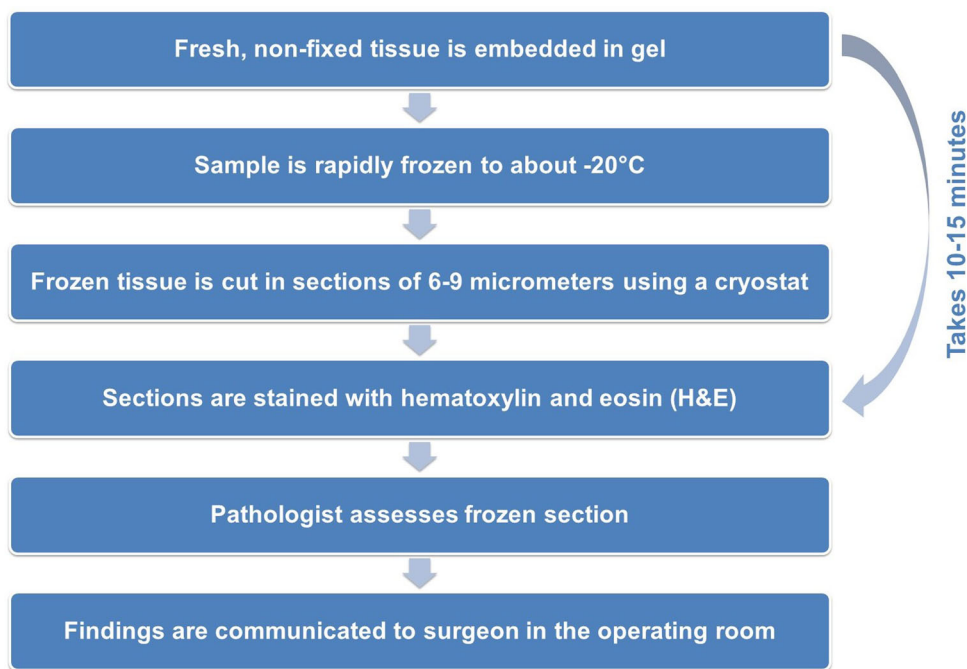 Fresh, non-fixed tissue is embedded in gel
Sample is rapidly frozen to about -20°C
Frozen tissue is cut in sections of 6-9 micrometers using a cryostat
Sections are stained with hematoxylin and eosin (H&E)
Pathologist assesses frozen section
Findings are communicated to surgeon in the operating room
Takes 10-15 minutes